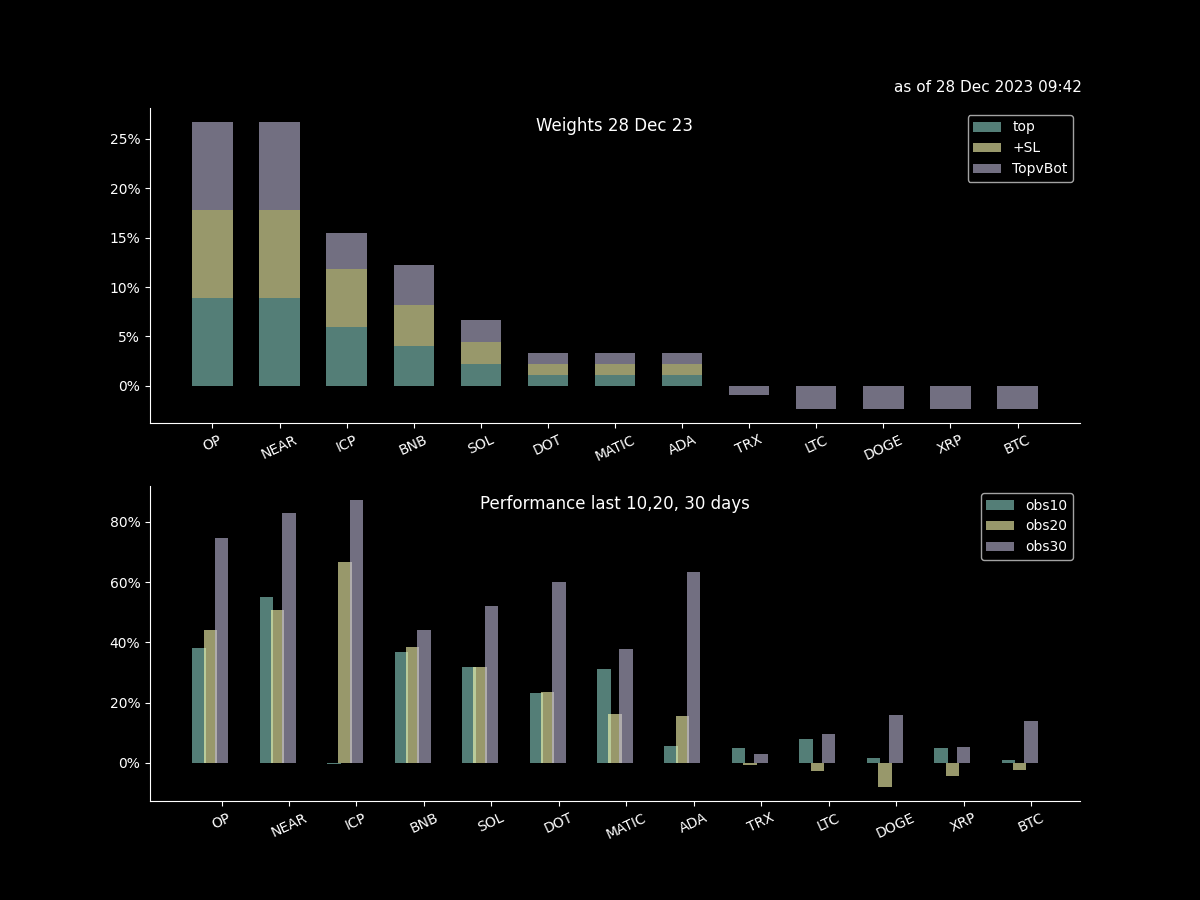 as of 28 Dec 2023 09:42
Weights 28 Dec 23
top
+SL
TopvBot
25%
20%
15%
10%
5%
0%
OP NEAR ICP BNB SOL DOT MATIC ADA TRX LTC DOGE XRP BTC
Performance last 10,20, 30 days
obs10
obs20
obs30
80%
60%
40%
20%
0%
OP NEAR ICP BNB SOL DOT MATIC ADA TRX LTC DOGE XRP BTC